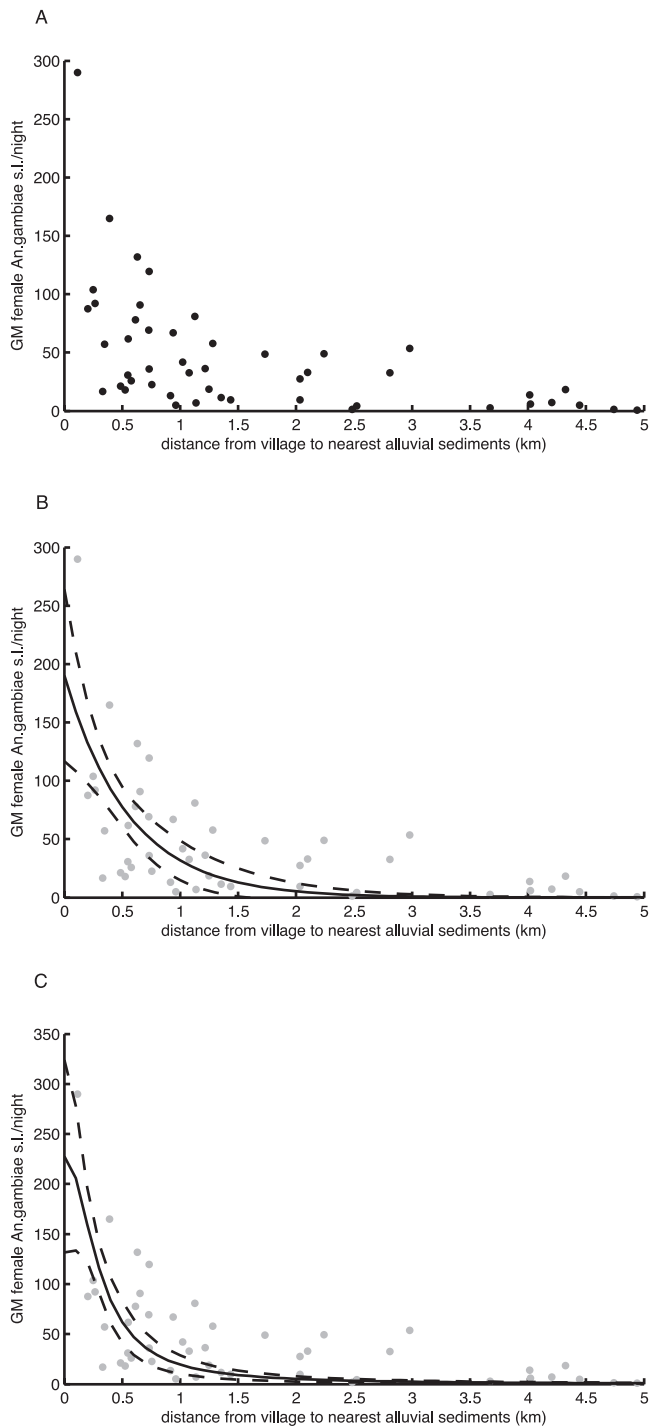 A
300
250
200
150
100
50
0
GM female An.gambiae s.l./night
0 0.5 1 1.5 2 2.5 3 3.5 4 4.5 5
distance from village to nearest alluvial sediments (km)
B
300
250
200
150
100
50
0
GM female An.gambiae s.l./night
0 0.5 1 1.5 2 2.5 3 3.5 4 4.5 5
distance from village to nearest alluvial sediments (km)
C
350
300
250
200
150
100
50
0
GM female An.gambiae s.l./night
0 0.5 1 1.5 2 2.5 3 3.5 4 4.5 5
distance from village to nearest alluvial sediments (km)